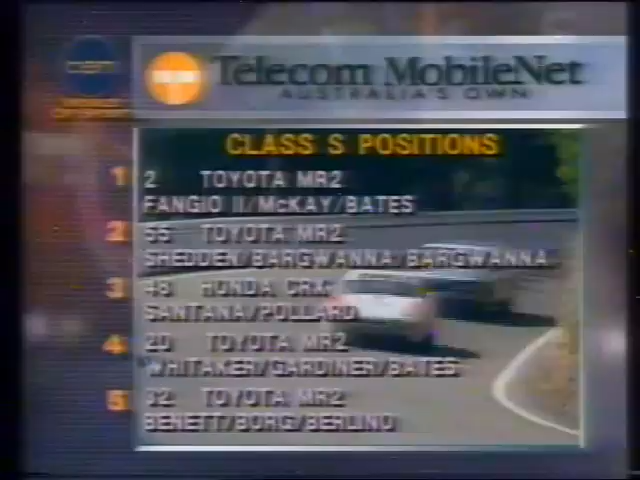 Telecom MobileNet
AUSTRALIA'S OWN
CLASS S POSITIONS
1 2 TOYOTA MR2
FANGIO II/McKAY/BATES
2 55 TOYOTA MR2
SHEDDEN/BARGWANNA/BARGWANNA
3 48 HONDA CRX
SANTANA/POLLARD
4 20 TOYOTA MR2
WHITAKER/GARDINER/BATES
5 TOYOTA MR2
BENETT/BORG/BERLINO